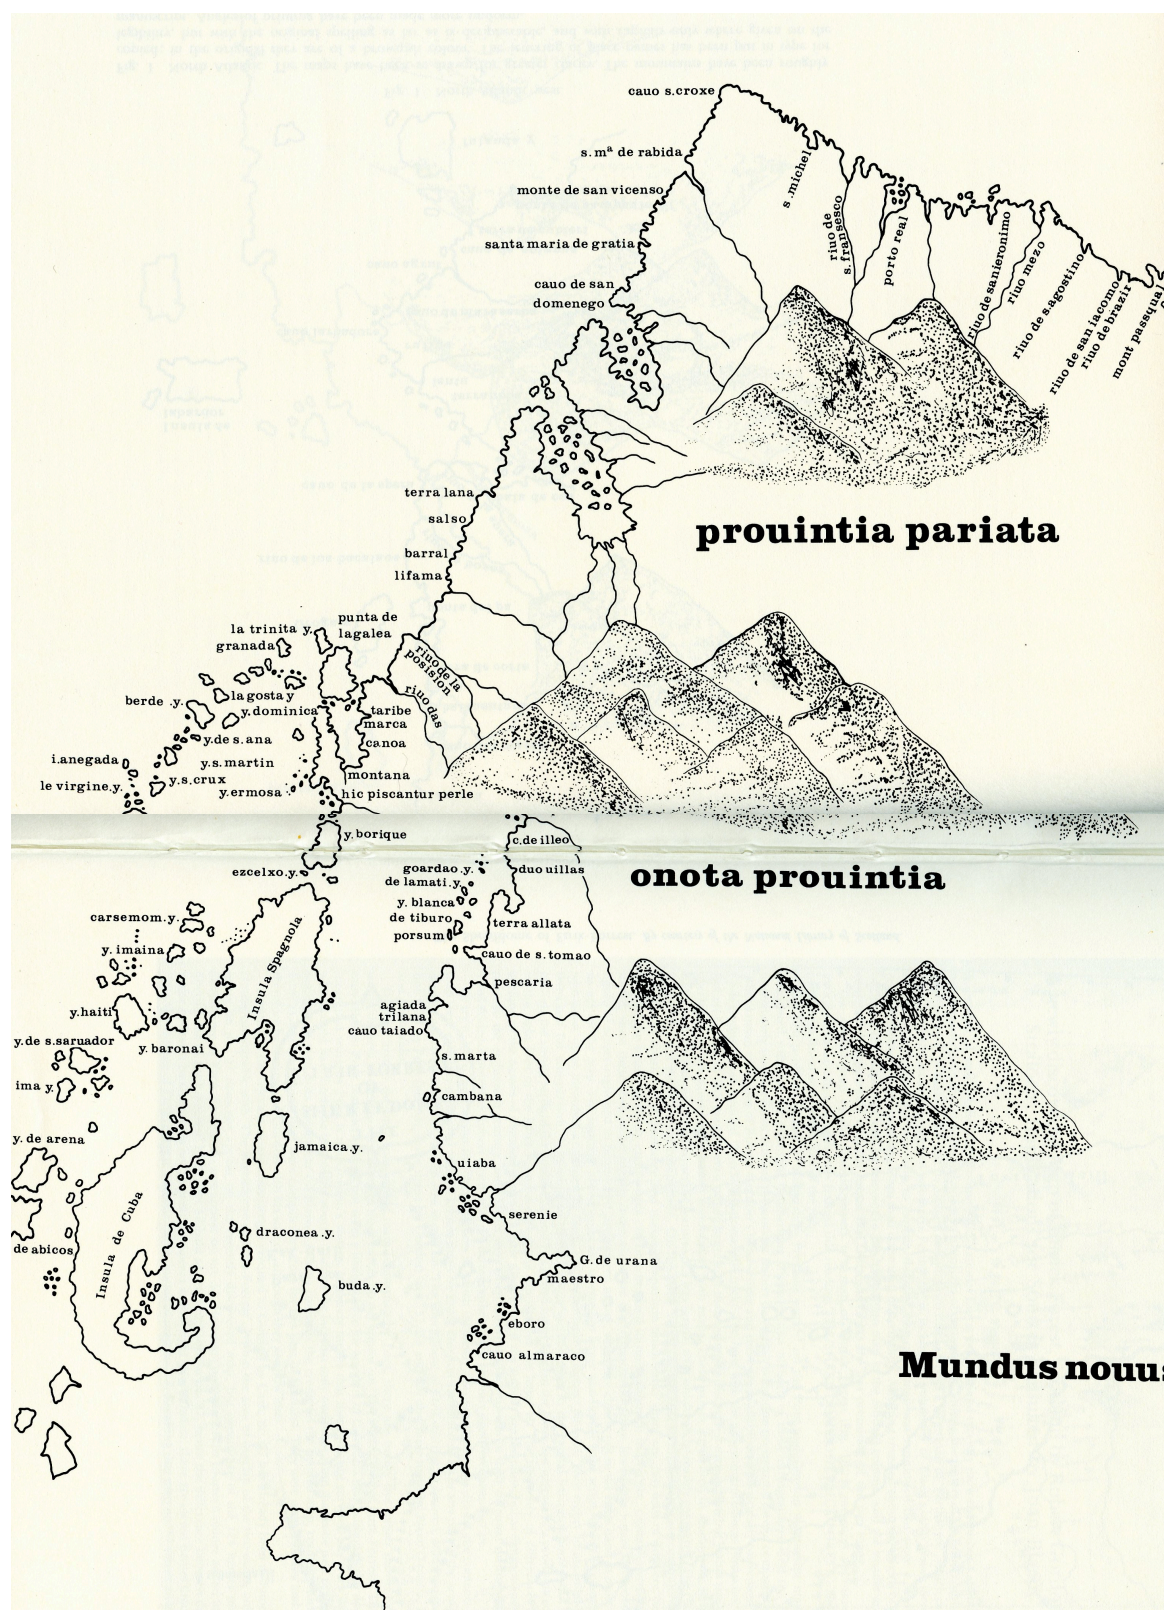 cauo s.croxe
s.mª de rabida
monte de san vicenso
santa maria de gratia
cauo de san
domenego
s.michel
riuo de
s.fransesco
porto real
riuo de sanieronimo
riuo mezo
riuo de s.agostino
riuo de san iacomo
riuo de brazir
mont passqual
terra lana
salso
barral
lifama
prouintia pariata
punta de
lagalea
la trinita y.
granada
riuo de la
posision
riuo das
la gosta y
berde .y.
y.dominica
taribe
marca
canoa
y.de s.ana
i.anegada
y.s.martin
le virgine.y.
y.s.crux
y.ermosa
montana
hic piscantur perle
y.borique
c.de illeo
ezcelxo.y.
goardao.y.
duo uillas
de lamati.y.
y. blanca
de tiburo
porsum
terra allata
onota prouintia
carsemom.y.
y. imaina
Insula Spagnola
cauo de s.tomao
pescaria
y.haiti
agiada
trilana
cauo taiado
y.de s.saruador
y. baronai
s.marta
ima y.
cambana
y. de arena
jamaica.y.
uiaba
Insula de Cuba
serenie
draconea .y.
de abicos
G.de urana
maestro
buda .y.
eboro
cauo almaraco
Mundus nouus